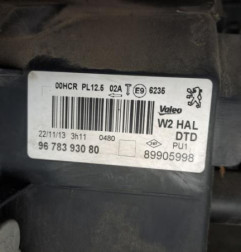 00HCR PL12.5 02A E9 6235
Valeo
W2 HAL
DTD
22/11/13 3h11 0480
PU1
96 783 930 80
89905998